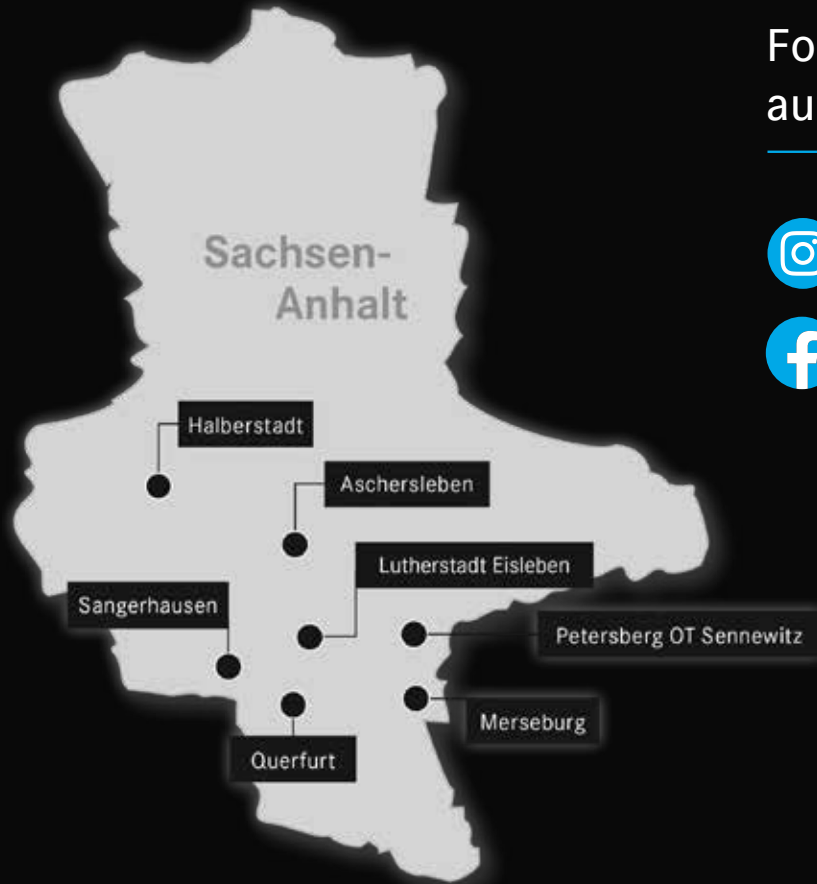 Sachsen-
Anhalt
Halberstadt
Aschersleben
Lutherstadt Eisleben
Sangerhausen
Petersberg OT Sennewitz
Merseburg
Querfurt